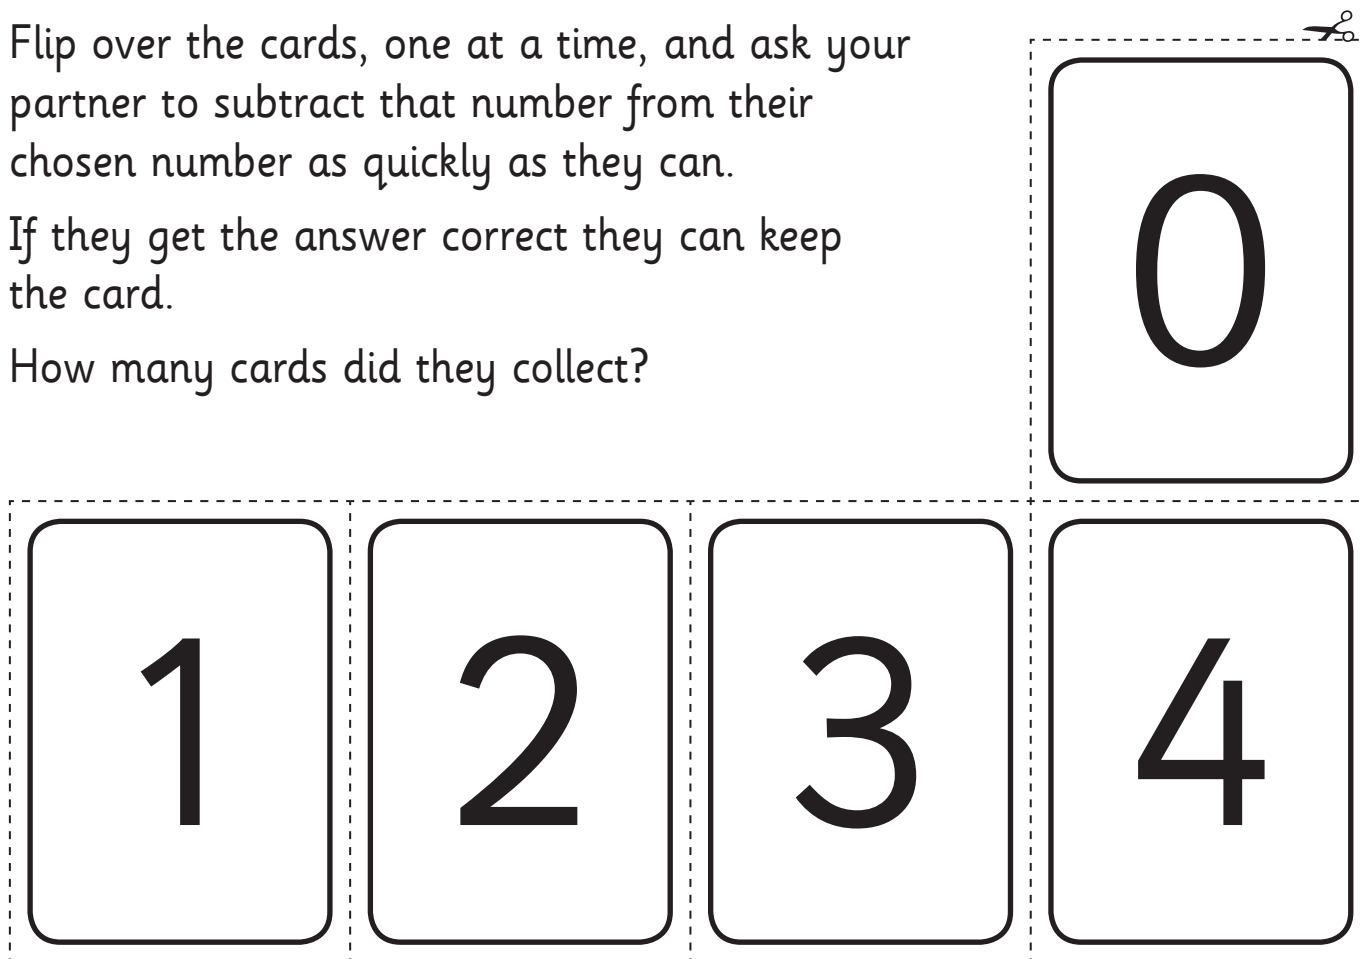 Flip over the cards, one at a time, and ask your
partner to subtract that number from their
chosen number as quickly as they can.
If they get the answer correct they can keep
the card.
How many cards did they collect?
0
1 2 3 4